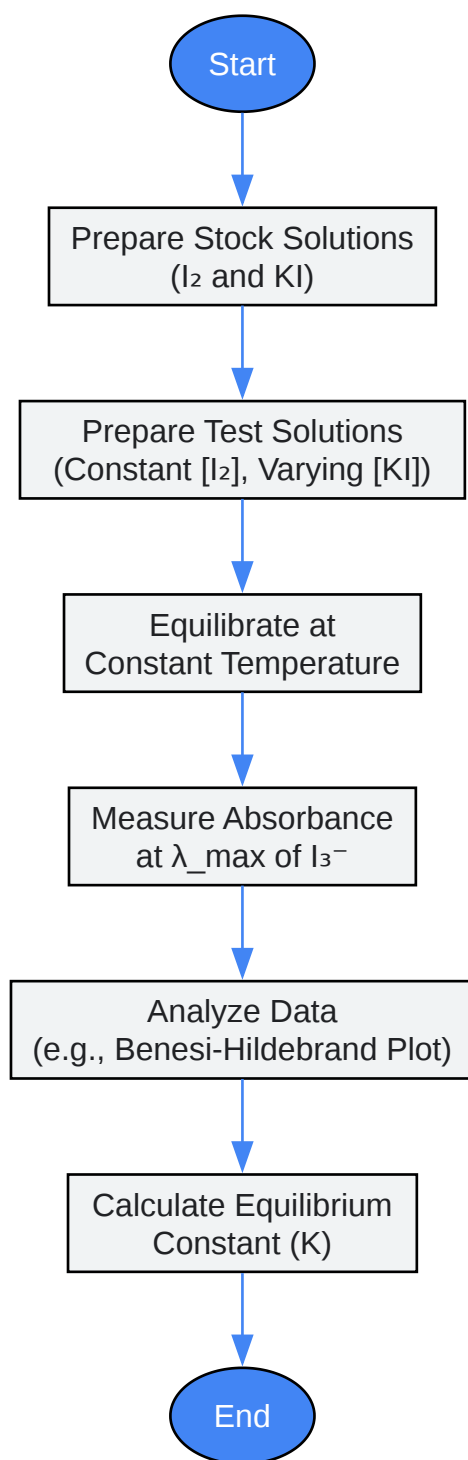 Start
Prepare Stock Solutions
(I₂ and KI)
Prepare Test Solutions
(Constant [I₂], Varying [KI])
Equilibrate at
Constant Temperature
Measure Absorbance
at λ_max of I₃⁻
Analyze Data
(e.g., Benesi-Hildebrand Plot)
Calculate Equilibrium
Constant (K)
End